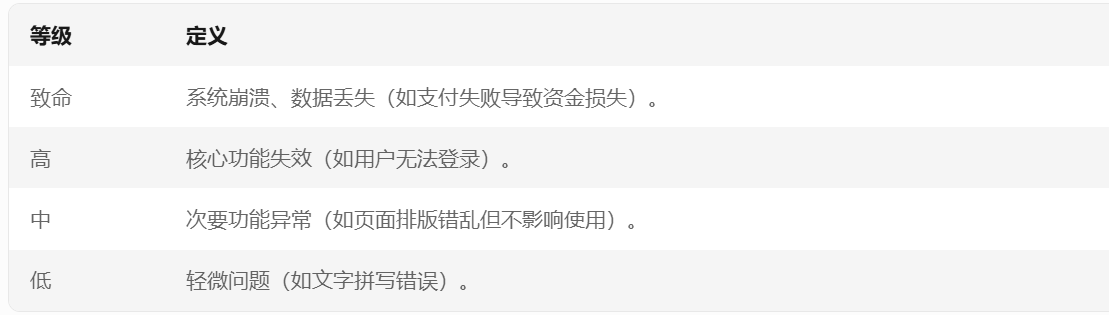 等级 定义
致命 系统崩溃、数据丢失（如支付失败导致资金损失）。
高 核心功能失效（如用户无法登录）。
中 次要功能异常（如页面排版错乱但不影响使用）。
低 轻微问题（如文字拼写错误）。